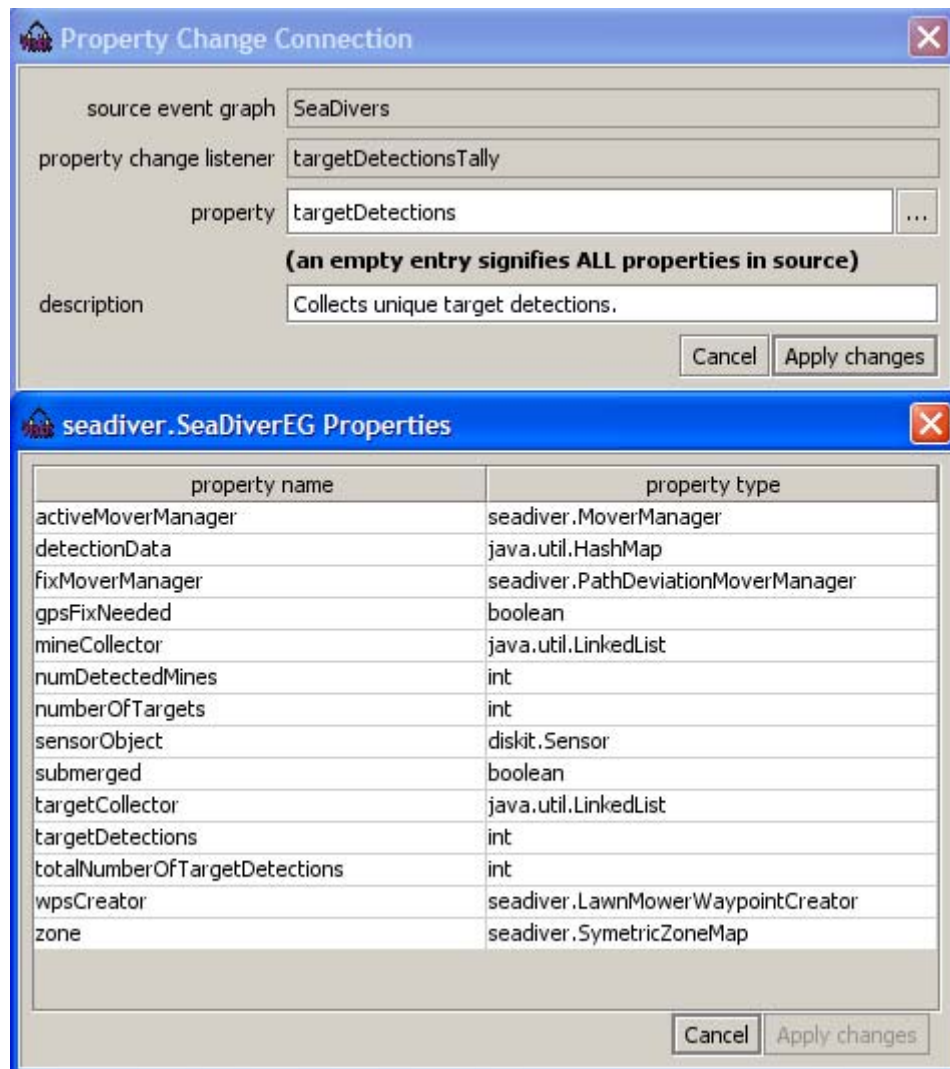 Property Change Connection
source event graph SeaDivers
property change listener targetDetectionsTally
property targetDetections ...
(an empty entry signifies ALL properties in source)
description Collects unique target detections.
Cancel Apply changes
seadiver.SeaDiverEG Properties
property name property type
activeMoverManager seadiver.MoverManager
detectionData java.util.HashMap
fixMoverManager seadiver.PathDeviationMoverManager
gpsFixNeeded boolean
mineCollector java.util.LinkedList
numDetectedMines int
numberOfTargets int
sensorObject diskit.Sensor
submerged boolean
targetCollector java.util.LinkedList
targetDetections int
totalNumberOfTargetDetections int
wpsCreator seadiver.LawnMowerWaypointCreator
zone seadiver.SymetricZoneMap
Cancel Apply changes